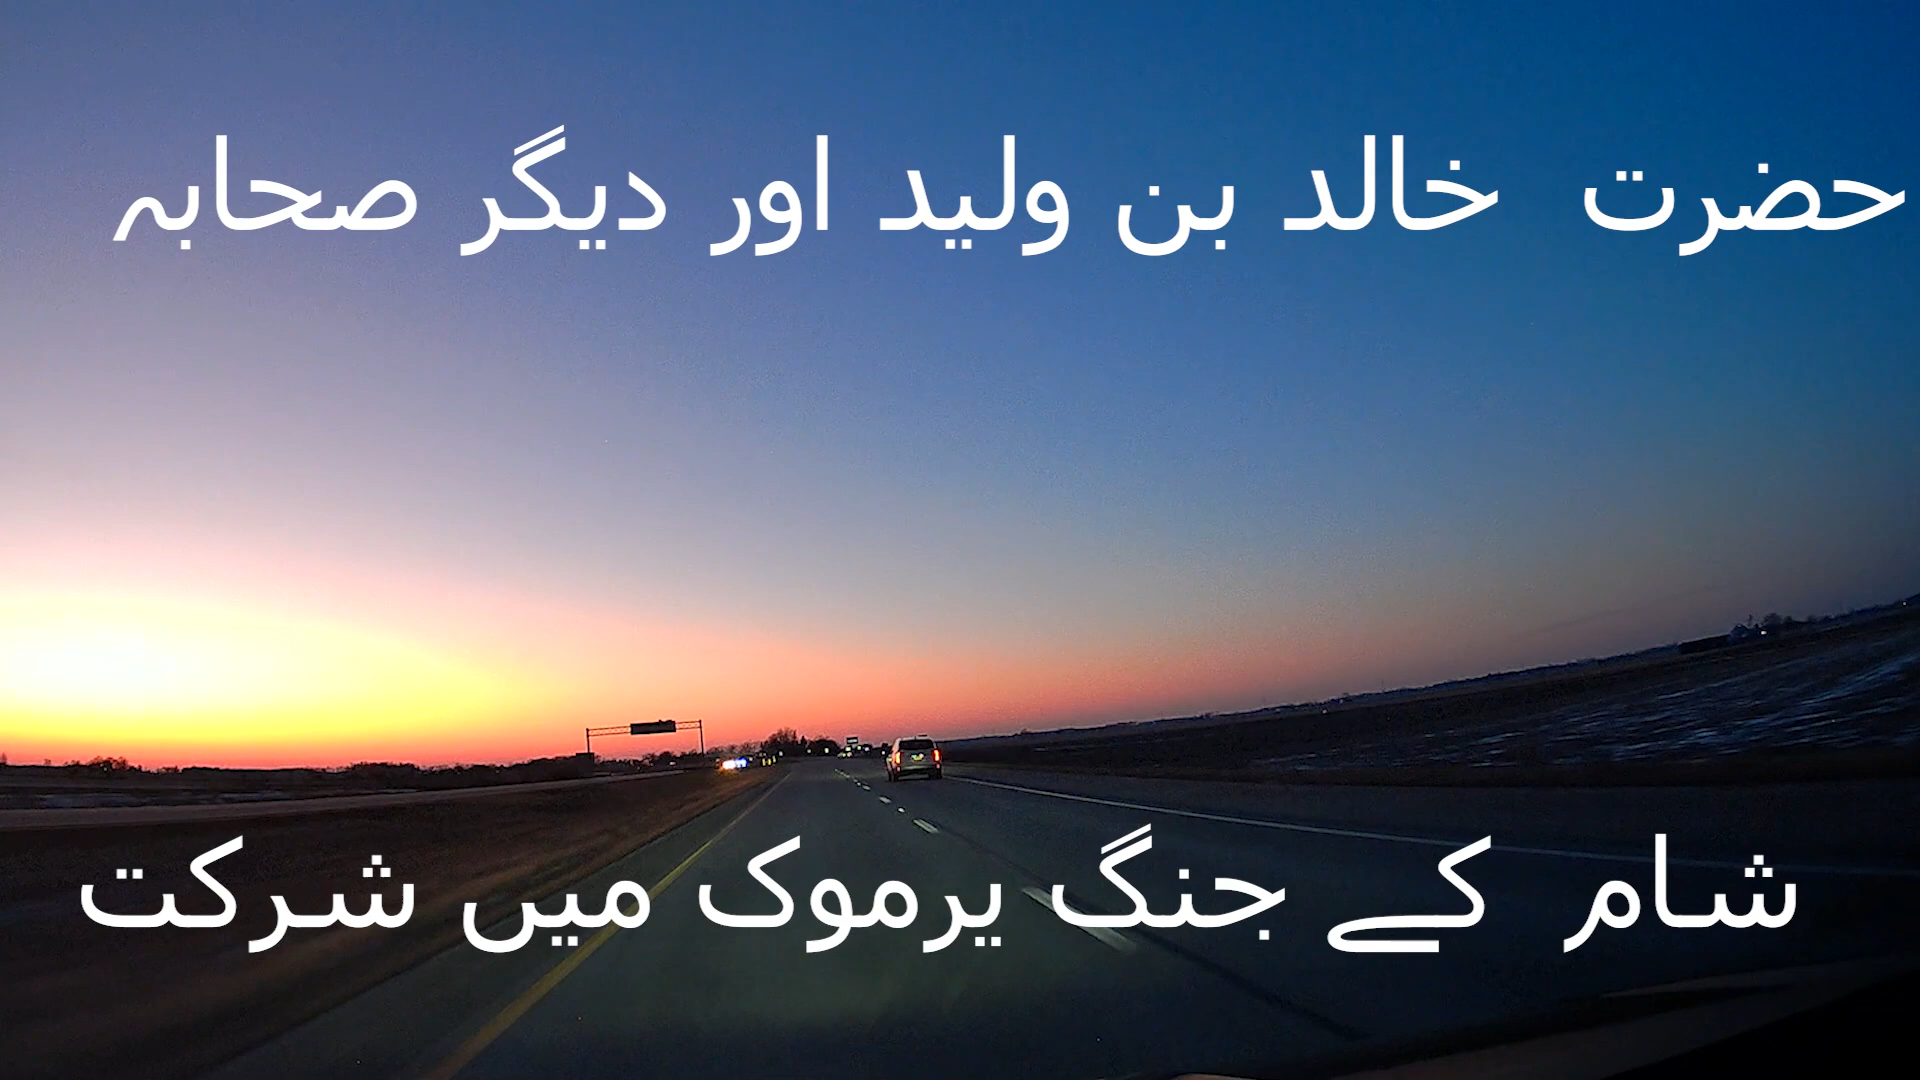 حضرت خالد بن ولید اور دیگر صحابہ
شام کے جنگ یرموک میں شرکت